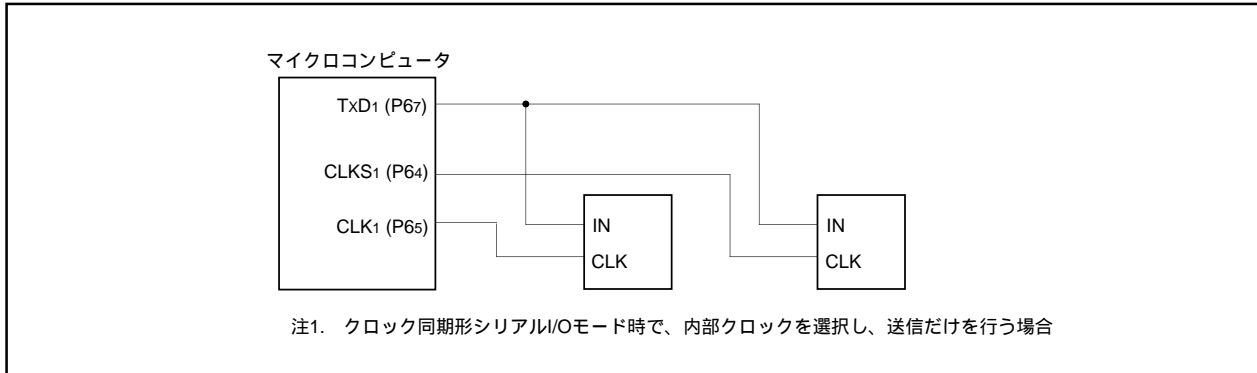 マイクロコンピュータ
TXD1 (P67)
CLKS1 (P64)
CLK1 (P65)
IN
CLK
IN
CLK
注1. クロック同期形シリアルI/Oモード時で、内部クロックを選択し、送信だけを行う場合